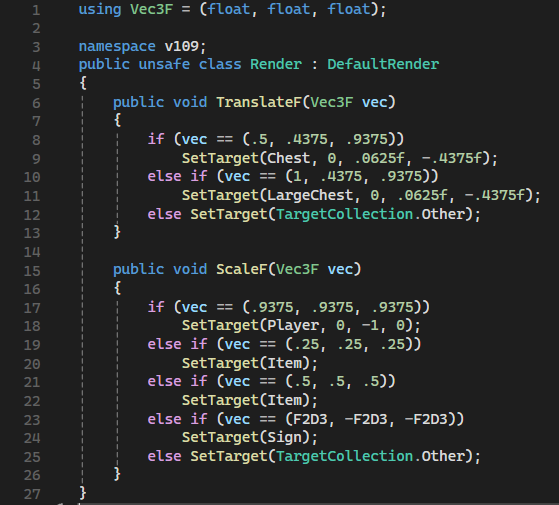 1 using Vec3F = (float, float, float);
2
3 namespace v109;
4 public unsafe class Render : DefaultRender
5 {
6     public void TranslateF(Vec3F vec)
7     {
8         if (vec == (.5, .4375, .9375))
9             SetTarget(Chest, 0, .0625f, -.4375f);
10         else if (vec == (1, .4375, .9375))
11             SetTarget(LargeChest, 0, .0625f, -.4375f);
12         else SetTarget(TargetCollection.Other);
13     }
14
15     public void ScaleF(Vec3F vec)
16     {
17         if (vec == (.9375, .9375, .9375))
18             SetTarget(Player, 0, -1, 0);
19         else if (vec == (.25, .25, .25))
20             SetTarget(Item);
21         else if (vec == (.5, .5, .5))
22             SetTarget(Item);
23         else if (vec == (F2D3, -F2D3, -F2D3))
24             SetTarget(Sign);
25         else SetTarget(TargetCollection.Other);
26     }
27 }